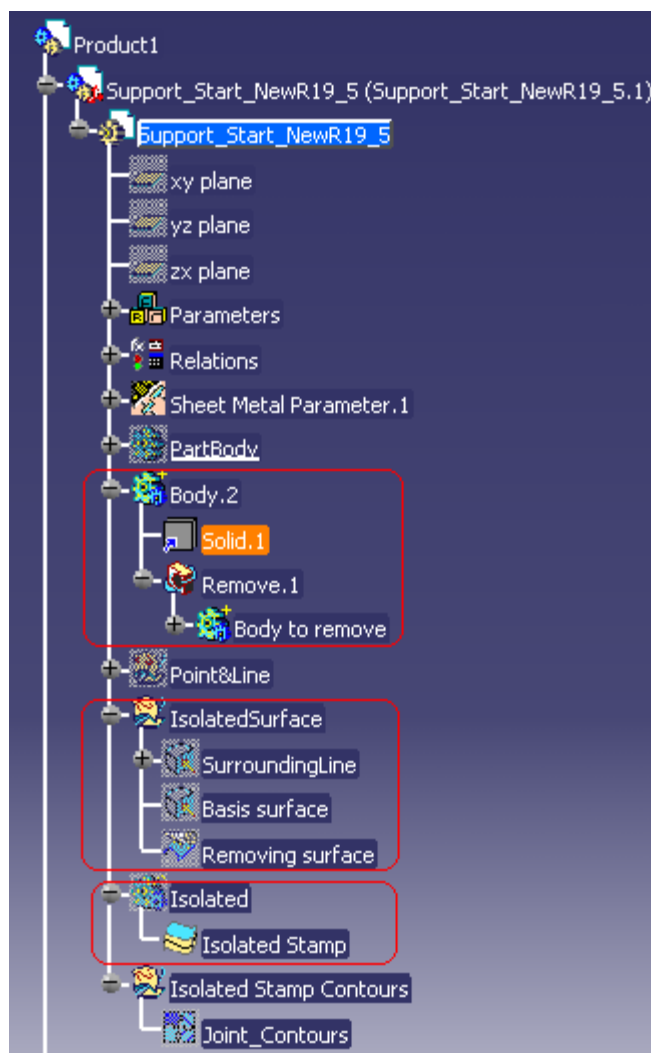 Product1
Support_Start_NewR19_5 (Support_Start_NewR19_5.1)
Support_Start_NewR19_5
xy plane
yz plane
zx plane
Parameters
Relations
Sheet Metal Parameter.1
PartBody
Body.2
Solid.1
Remove.1
Body to remove
Point&Line
IsolatedSurface
SurroundingLine
Basis surface
Removing surface
Isolated
Isolated Stamp
Isolated Stamp Contours
Joint_Contours